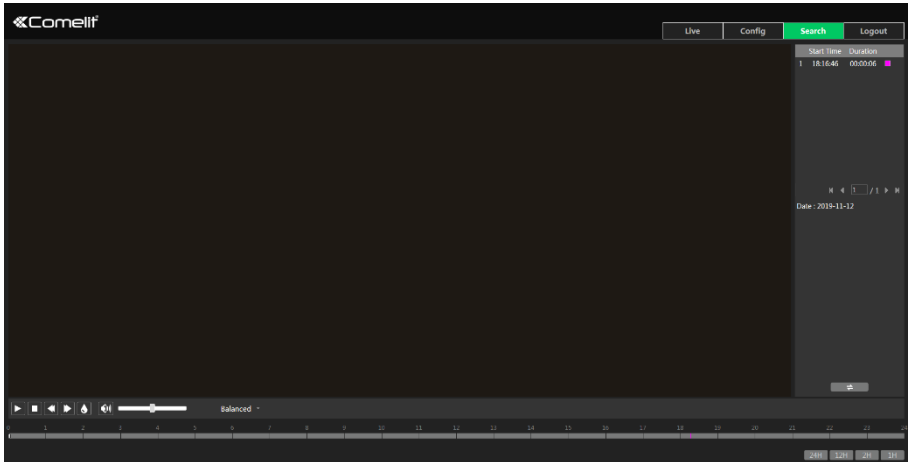 Comelit
Live Config Search Logout
Start Time Duration
1 18:16:46 00:00:06
1 / 1
Date : 2019-11-12
Balanced
0 1 2 3 4 5 6 7 8 9 10 11 12 13 14 15 16 17 18 19 20 21 22 23 24
24H 12H 2H 1H